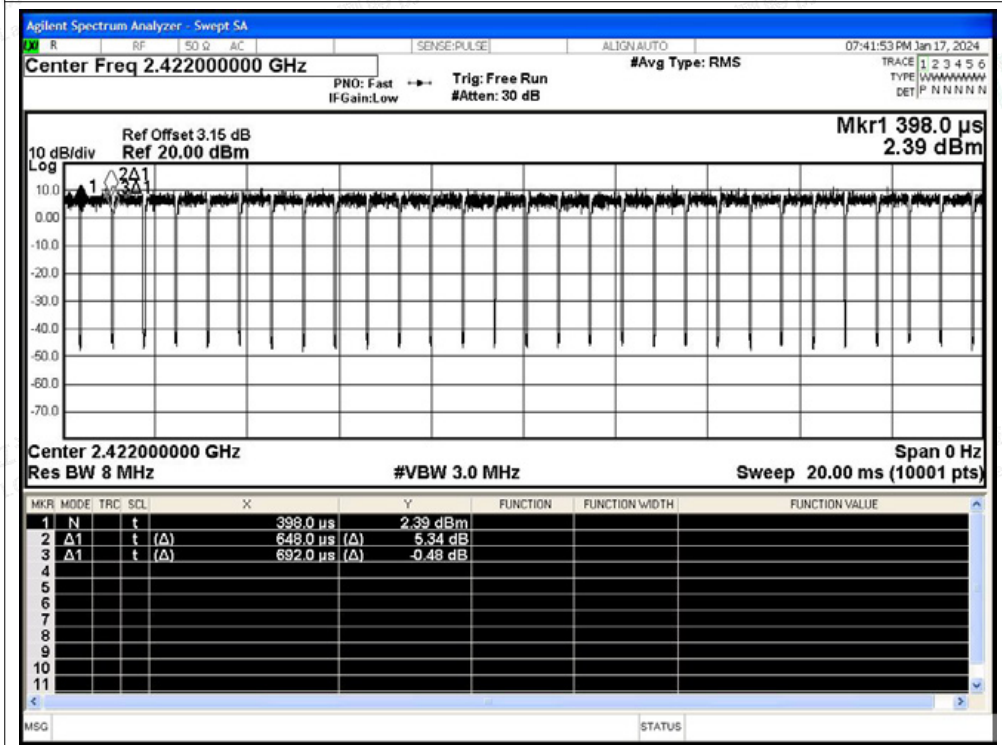 Agilent Spectrum Analyzer - Swept SA
LXI R RF 50 Ω AC SENSE:PULSE ALIGN AUTO 07:41:53 PM Jan 17, 2024
Center Freq 2.422000000 GHz #Avg Type: RMS TRACE 1 2 3 4 5 6
PNO: Fast Trig: Free Run TYPE WWWWWW
IFGain:Low #Atten: 30 dB DET P N N N N N
Mkr1 398.0 µs
Ref Offset 3.15 dB
10 dB/div Ref 20.00 dBm 2.39 dBm
Log
2Δ1
10.0 1 3Δ1
0.00
-10.0
-20.0
-30.0
-40.0
-50.0
-60.0
-70.0
Center 2.422000000 GHz Span 0 Hz
Res BW 8 MHz #VBW 3.0 MHz Sweep 20.00 ms (10001 pts)
MKR MODE TRC SCL X Y FUNCTION FUNCTION WIDTH FUNCTION VALUE
1 N t 398.0 µs 2.39 dBm
2 Δ1 t (Δ) 648.0 µs (Δ) 5.34 dB
3 Δ1 t (Δ) 692.0 µs (Δ) -0.48 dB
4
5
6
7
8
9
10
11
MSG STATUS